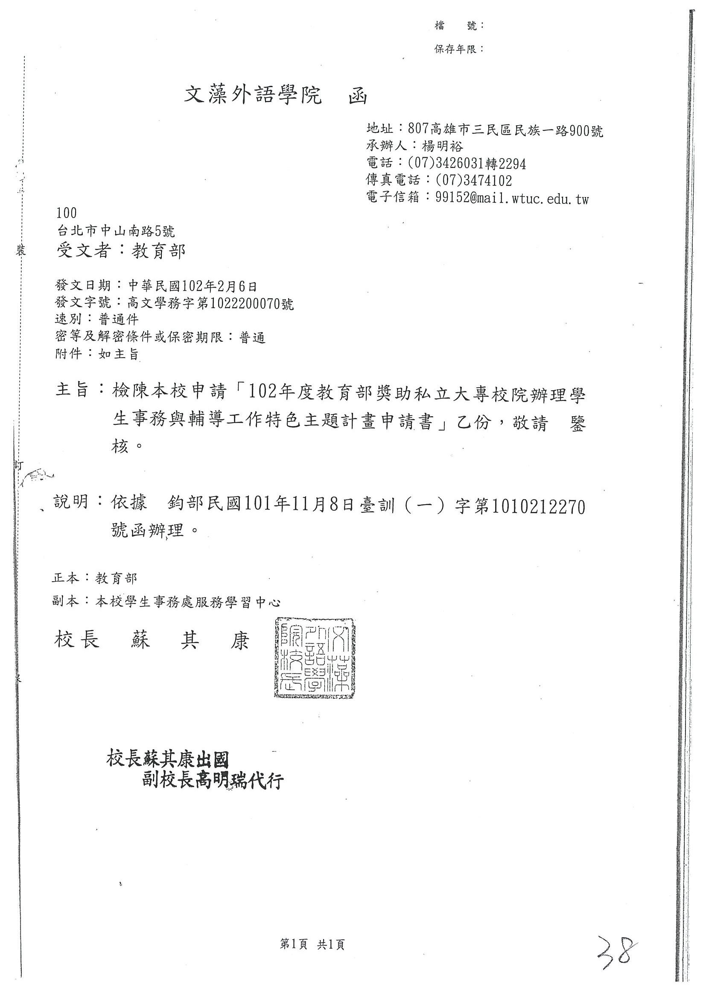 檔　　號：
保存年限：
文藻外語學院　函
地址：807高雄市三民區民族一路900號
承辦人：楊明裕
電話：(07)3426031轉2294
傳真電話：(07)3474102
電子信箱：99152@mail.wtuc.edu.tw
100
台北市中山南路5號
受文者：教育部
發文日期：中華民國102年2月6日
發文字號：高文學務字第1022200070號
速別：普通件
密等及解密條件或保密期限：普通
附件：如主旨
主旨：檢陳本校申請「102年度教育部獎助私立大專校院辦理學
生事務與輔導工作特色主題計畫申請書」乙份，敬請　鑒
核。
說明：依據　鈞部民國101年11月8日臺訓（一）字第1010212270
號函辦理。
正本：教育部
副本：本校學生事務處服務學習中心
校長　蘇　其　康
文藻外語學院校長
校長蘇其康出國
副校長高明瑞代行
裝
訂
第1頁 共1頁
38